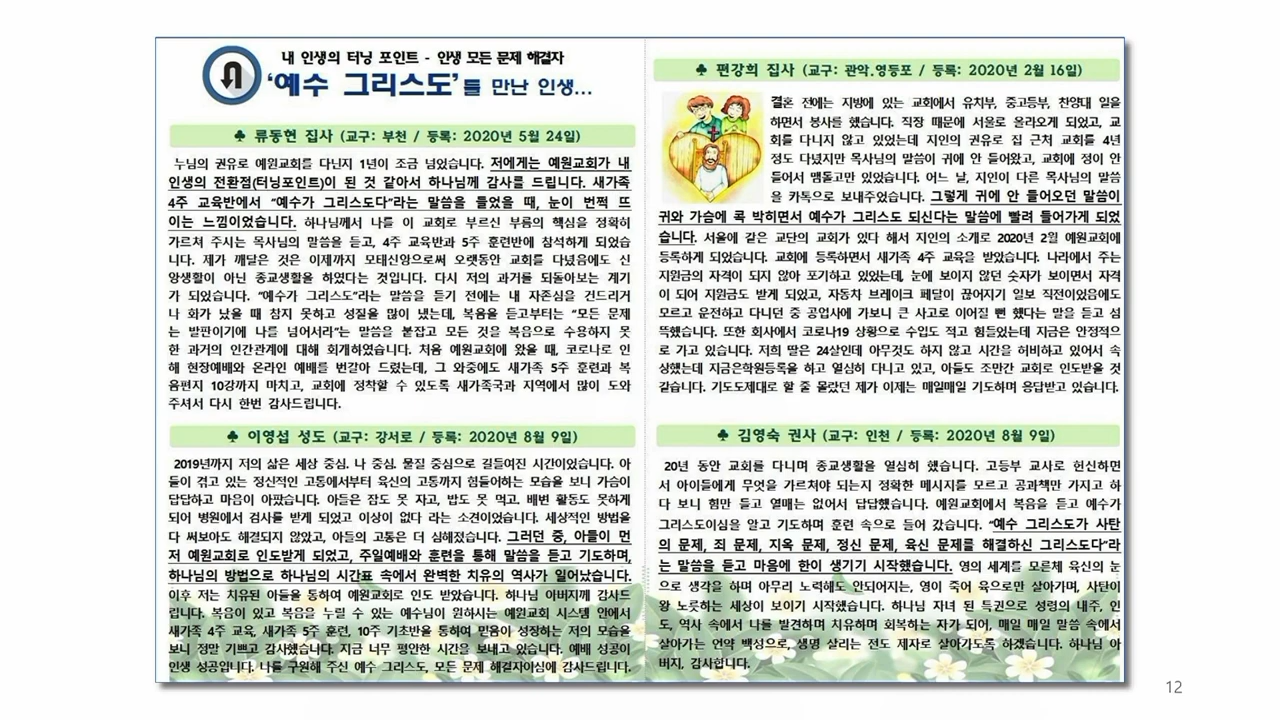 내 인생의 터닝 포인트 - 인생 모든 문제 해결자
‘예수 그리스도’를 만난 인생...
♣ 류동현 집사 (교구: 부천 / 등록: 2020년 5월 24일)
누님의 권유로 예원교회를 다닌지 1년이 조금 넘었습니다. 저에게는 예원교회가 내
인생의 전환점(터닝포인트)이 된 것 같아서 하나님께 감사를 드립니다. 새가족
4주 교육반에서 “예수가 그리스도다”라는 말씀을 들었을 때, 눈이 번쩍 뜨
이는 느낌이었습니다. 하나님께서 나를 이 교회로 부르신 부름의 핵심을 정확히
가르쳐 주시는 목사님의 말씀을 듣고, 4주 교육반과 5주 훈련반에 참석하게 되었습
니다. 제가 깨달은 것은 이제까지 모태신앙으로써 오랫동안 교회를 다녔음에도 신
앙생활이 아닌 종교생활을 하였다는 것입니다. 다시 저의 과거를 되돌아보는 계기
가 되었습니다. “예수가 그리스도”라는 말씀을 듣기 전에는 내 자존심을 건드리거
나 화가 났을 때 참지 못하고 성질을 많이 냈는데, 복음을 듣고부터는 “모든 문제
는 발판이기에 나를 넘어서라”는 말씀을 붙잡고 모든 것을 복음으로 수용하지 못
한 과거의 인간관계에 대해 회개하였습니다. 처음 예원교회에 왔을 때, 코로나로 인
해 현장예배와 온라인 예배를 번갈아 드렸는데, 그 와중에도 새가족 5주 훈련과 복
음편지 10강까지 마치고, 교회에 정착할 수 있도록 새가족국과 지역에서 많이 도와
주셔서 다시 한번 감사드립니다.
♣ 이영섭 성도 (교구: 강서로 / 등록: 2020년 8월 9일)
2019년까지 저의 삶은 세상 중심. 나 중심. 물질 중심으로 길들여진 시간이었습니다. 아
들이 겪고 있는 정신적인 고통에서부터 육신의 고통까지 힘들어하는 모습을 보니 가슴이
답답하고 마음이 아팠습니다. 아들은 잠도 못 자고, 밥도 못 먹고. 배변 활동도 못하게
되어 병원에서 검사를 받게 되었고 이상이 없다 라는 소견이었습니다. 세상적인 방법을
다 써보아도 해결되지 않았고, 아들의 고통은 더 심해졌습니다. 그러던 중, 아들이 먼
저 예원교회로 인도받게 되었고, 주일예배와 훈련을 통해 말씀을 듣고 기도하며,
하나님의 방법으로 하나님의 시간표 속에서 완벽한 치유의 역사가 일어났습니다.
이후 저는 치유된 아들을 통하여 예원교회로 인도 받았습니다. 하나님 아버지께 감사드
립니다. 복음이 있고 복음을 누릴 수 있는 예수님이 원하시는 예원교회 시스템 안에서
새가족 4주 교육, 새가족 5주 훈련, 10주 기초반을 통하여 믿음이 성장하는 저의 모습을
보니 정말 기쁘고 감사했습니다. 지금 너무 평안한 시간을 보내고 있습니다. 예배 성공이
인생 성공입니다. 나를 구원해 주신 예수 그리스도, 모든 문제 해결자이심에 감사드립니다.
♣ 편강희 집사 (교구: 관악.영등포 / 등록: 2020년 2월 16일)
결혼 전에는 지방에 있는 교회에서 유치부, 중고등부, 찬양대 일을
하면서 봉사를 했습니다. 직장 때문에 서울로 올라오게 되었고, 교
회를 다니지 않고 있었는데 지인의 권유로 집 근처 교회를 4년
정도 다녔지만 목사님의 말씀이 귀에 안 들어왔고, 교회에 정이 안
들어서 맴돌고만 있었습니다. 어느 날, 지인이 다른 목사님의 말씀
을 카톡으로 보내주었습니다. 그렇게 귀에 안 들어오던 말씀이
귀와 가슴에 콕 박히면서 예수가 그리스도 되신다는 말씀에 빨려 들어가게 되었
습니다. 서울에 같은 교단의 교회가 있다 해서 지인의 소개로 2020년 2월 예원교회에
등록하게 되었습니다. 교회에 등록하면서 새가족 4주 교육을 받았습니다. 나라에서 주는
지원금의 자격이 되지 않아 포기하고 있었는데, 눈에 보이지 않던 숫자가 보이면서 자격
이 되어 지원금도 받게 되었고, 자동차 브레이크 페달이 끊어지기 일보 직전이었음에도
모르고 운전하고 다니던 중 공업사에 가보니 큰 사고로 이어질 뻔 했다는 말을 듣고 섬
뜩했습니다. 또한 회사에서 코로나19 상황으로 수입도 적고 힘들었는데 지금은 안정적으
로 가고 있습니다. 저희 딸은 24살인데 아무것도 하지 않고 시간을 허비하고 있어서 속
상했는데 지금은학원등록을 하고 열심히 다니고 있고, 아들도 조만간 교회로 인도받을 것
같습니다. 기도도제대로 할 줄 몰랐던 제가 이제는 매일매일 기도하며 응답받고 있습니다.
♣ 김영숙 권사 (교구: 인천 / 등록: 2020년 8월 9일)
20년 동안 교회를 다니며 종교생활을 열심히 했습니다. 고등부 교사로 헌신하면
서 아이들에게 무엇을 가르쳐야 되는지 정확한 메시지를 모르고 공과책만 가지고 하
다 보니 힘만 들고 열매는 없어서 답답했습니다. 예원교회에서 복음을 듣고 예수가
그리스도이심을 알고 기도하며 훈련 속으로 들어 갔습니다. “예수 그리스도가 사탄
의 문제, 죄 문제, 지옥 문제, 정신 문제, 육신 문제를 해결하신 그리스도다”라
는 말씀을 듣고 마음에 한이 생기기 시작했습니다. 영의 세계를 모른체 육신의 눈
으로 생각을 하며 아무리 노력해도 안되어지는, 영이 죽어 육으로만 살아가며, 사탄이
왕 노릇하는 세상이 보이기 시작했습니다. 하나님 자녀 된 특권으로 성령의 내주, 인
도, 역사 속에서 나를 발견하며 치유하며 회복하는 자가 되어, 매일 매일 말씀 속에서
살아가는 언약 백성으로, 생명 살리는 전도 제자로 살아가도록 하겠습니다. 하나님 아
버지, 감사합니다.
12